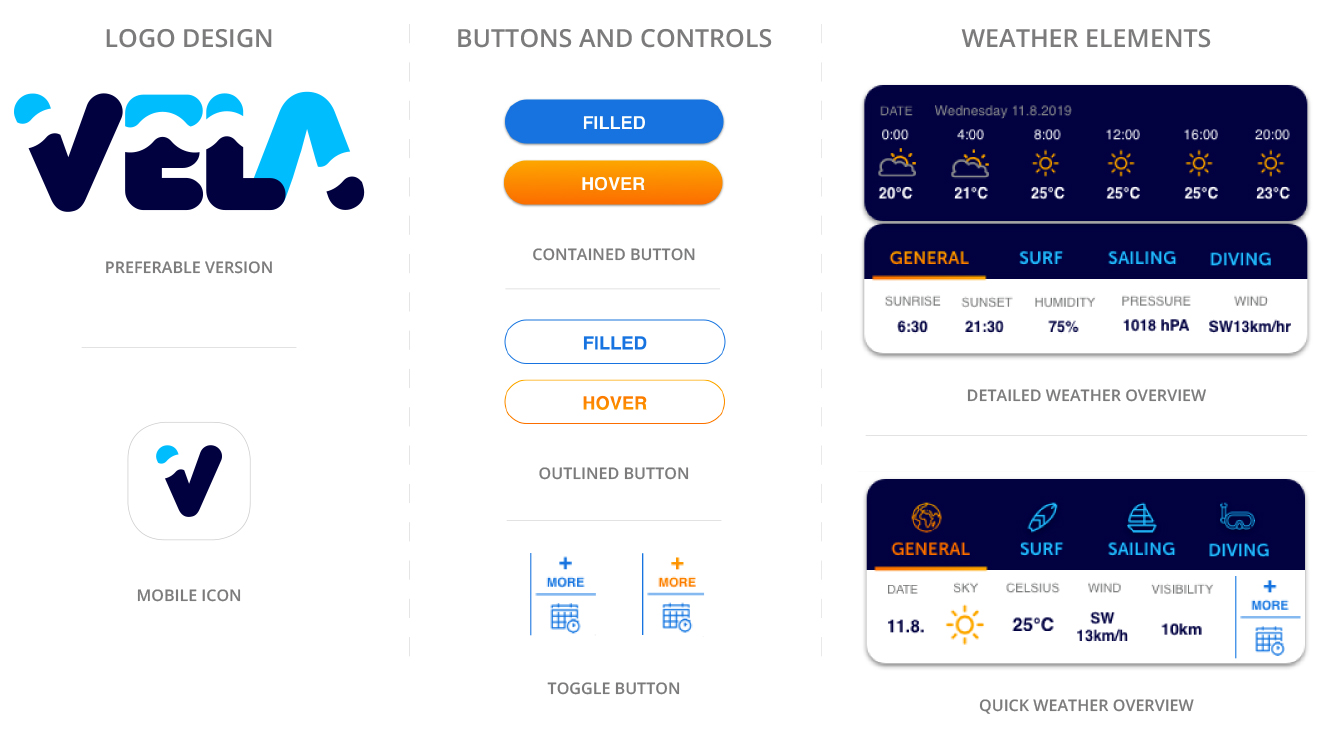 LOGO DESIGN
VELA
PREFERABLE VERSION
V
MOBILE ICON
BUTTONS AND CONTROLS
FILLED
HOVER
CONTAINED BUTTON
FILLED
HOVER
OUTLINED BUTTON
+ +
MORE MORE
TOGGLE BUTTON
WEATHER ELEMENTS
DATE Wednesday 11.8.2019
0:00 4:00 8:00 12:00 16:00 20:00
20°C 21°C 25°C 25°C 25°C 23°C
GENERAL SURF SAILING DIVING
SUNRISE SUNSET HUMIDITY PRESSURE WIND
6:30 21:30 75% 1018 hPA SW13km/hr
DETAILED WEATHER OVERVIEW
GENERAL SURF SAILING DIVING
DATE SKY CELSIUS WIND VISIBILITY +
MORE
11.8. 25°C SW 10km
13km/h
QUICK WEATHER OVERVIEW